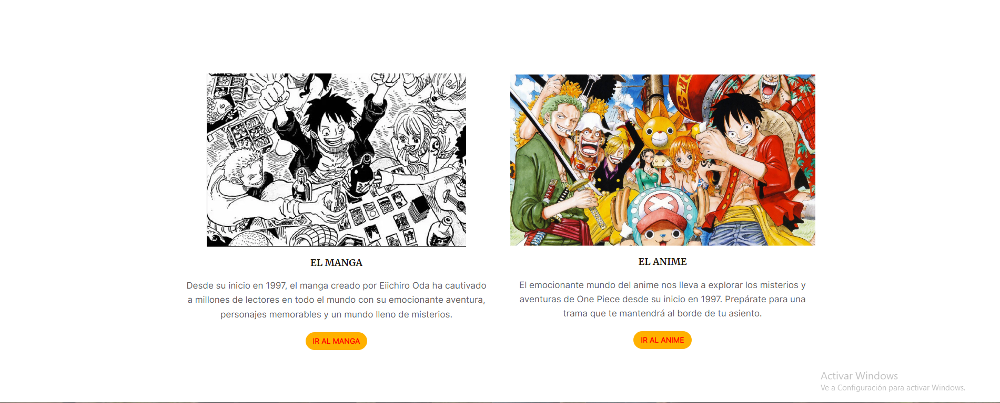 EL MANGA
Desde su inicio en 1997, el manga creado por Eiichiro Oda ha cautivado
a millones de lectores en todo el mundo con su emocionante aventura,
personajes memorables y un mundo lleno de misterios.
IR AL MANGA
EL ANIME
El emocionante mundo del anime nos lleva a explorar los misterios y
aventuras de One Piece desde su inicio en 1997. Prepárate para una
trama que te mantendrá al borde de tu asiento.
IR AL ANIME
Activar Windows
Ve a Configuración para activar Windows.